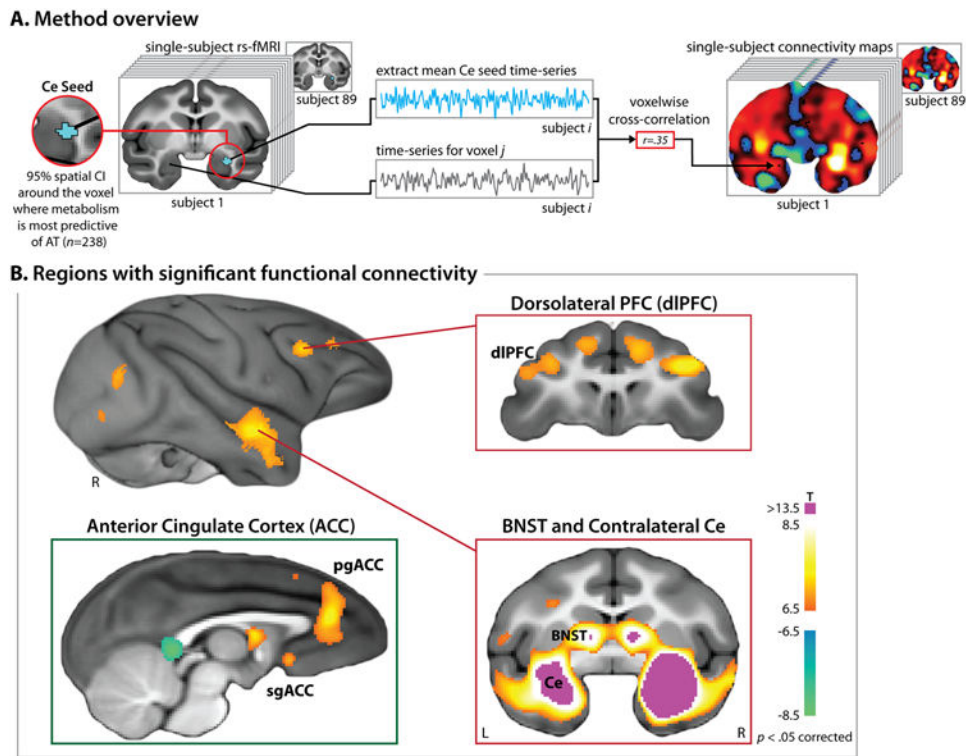 A. Method overview
single-subject rs-fMRI
Ce Seed
subject 89
95% spatial CI
around the voxel
where metabolism
is most predictive
of AT (n=238)
subject 1
extract mean Ce seed time-series
subject i
time-series for voxel j
subject i
voxelwise
cross-correlation
r=.35
single-subject connectivity maps
subject 89
subject 1
B. Regions with significant functional connectivity
R
Dorsolateral PFC (dlPFC)
dlPFC
Anterior Cingulate Cortex (ACC)
pgACC
sgACC
BNST and Contralateral Ce
BNST
Ce
L
R
T
>13.5
8.5
6.5
-6.5
-8.5
p < .05 corrected